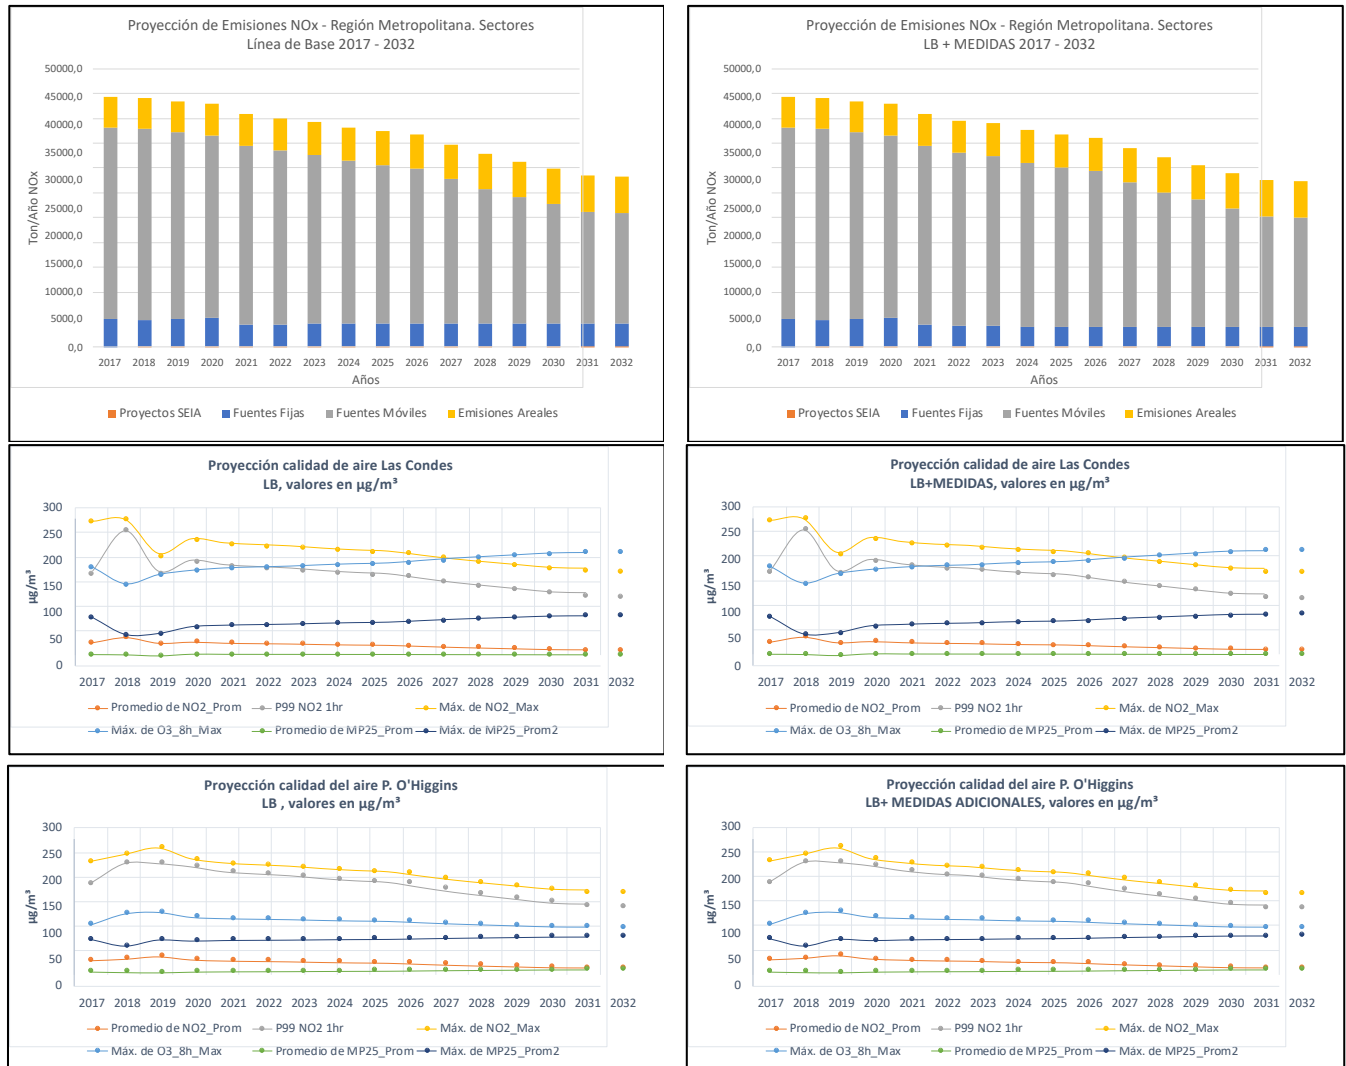 Proyección de Emisiones NOx - Región Metropolitana. Sectores
Línea de Base 2017 - 2032
50000,0
45000,0
40000,0
35000,0
30000,0
25000,0
20000,0
15000,0
10000,0
5000,0
0,0
Ton/Año NOx
2017 2018 2019 2020 2021 2022 2023 2024 2025 2026 2027 2028 2029 2030 2031 2032
Años
Proyectos SEIA Fuentes Fijas Fuentes Móviles Emisiones Areales
Proyección de Emisiones NOx - Región Metropolitana. Sectores
LB + MEDIDAS 2017 - 2032
50000,0
45000,0
40000,0
35000,0
30000,0
25000,0
20000,0
15000,0
10000,0
5000,0
0,0
Ton/Año NOx
2017 2018 2019 2020 2021 2022 2023 2024 2025 2026 2027 2028 2029 2030 2031 2032
Años
Proyectos SEIA Fuentes Fijas Fuentes Móviles Emisiones Areales
Proyección calidad de aire Las Condes
LB, valores en µg/m³
300
250
200
150
100
50
0
µg/m³
2017 2018 2019 2020 2021 2022 2023 2024 2025 2026 2027 2028 2029 2030 2031 2032
Promedio de NO2_Prom P99 NO2 1hr Máx. de NO2_Max
Máx. de O3_8h_Max Promedio de MP25_Prom Máx. de MP25_Prom2
Proyección calidad de aire Las Condes
LB+MEDIDAS, valores en µg/m³
300
250
200
150
100
50
0
µg/m³
2017 2018 2019 2020 2021 2022 2023 2024 2025 2026 2027 2028 2029 2030 2031 2032
Promedio de NO2_Prom P99 NO2 1hr Máx. de NO2_Max
Máx. de O3_8h_Max Promedio de MP25_Prom Máx. de MP25_Prom2
Proyección calidad del aire P. O'Higgins
LB , valores en µg/m³
300
250
200
150
100
50
0
µg/m³
2017 2018 2019 2020 2021 2022 2023 2024 2025 2026 2027 2028 2029 2030 2031 2032
Promedio de NO2_Prom P99 NO2 1hr Máx. de NO2_Max
Máx. de O3_8h_Max Promedio de MP25_Prom Máx. de MP25_Prom2
Proyección calidad del aire P. O'Higgins
LB+ MEDIDAS ADICIONALES, valores en µg/m³
300
250
200
150
100
50
0
µg/m³
2017 2018 2019 2020 2021 2022 2023 2024 2025 2026 2027 2028 2029 2030 2031 2032
Promedio de NO2_Prom P99 NO2 1hr Máx. de NO2_Max
Máx. de O3_8h_Max Promedio de MP25_Prom Máx. de MP25_Prom2